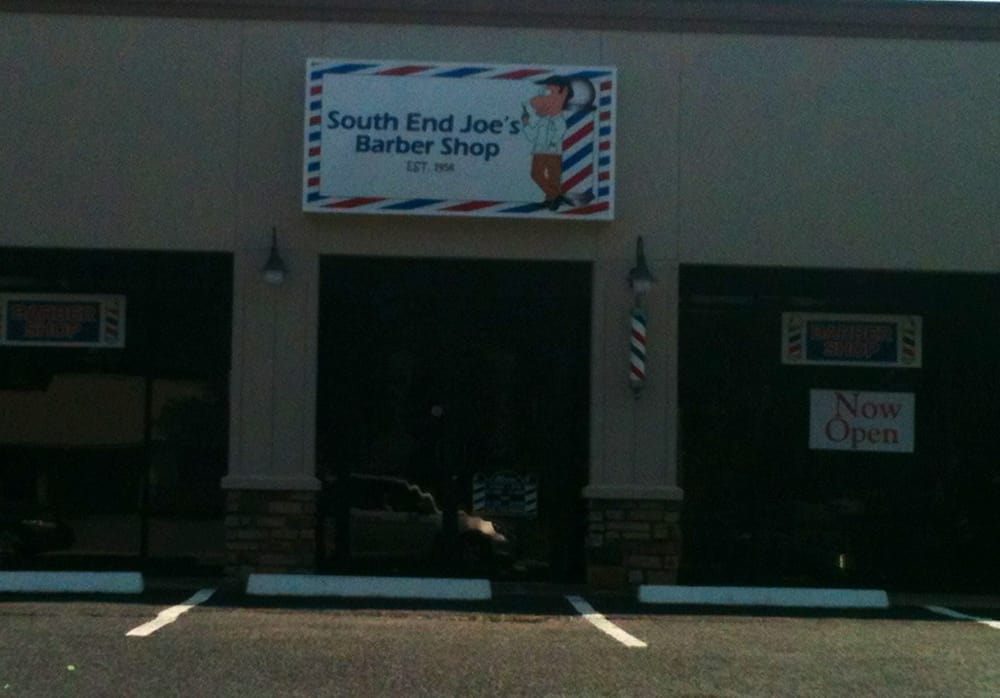 South End Joe's
Barber Shop
EST. 1958
BARBER
SHOP
BARBER
SHOP
Now
Open